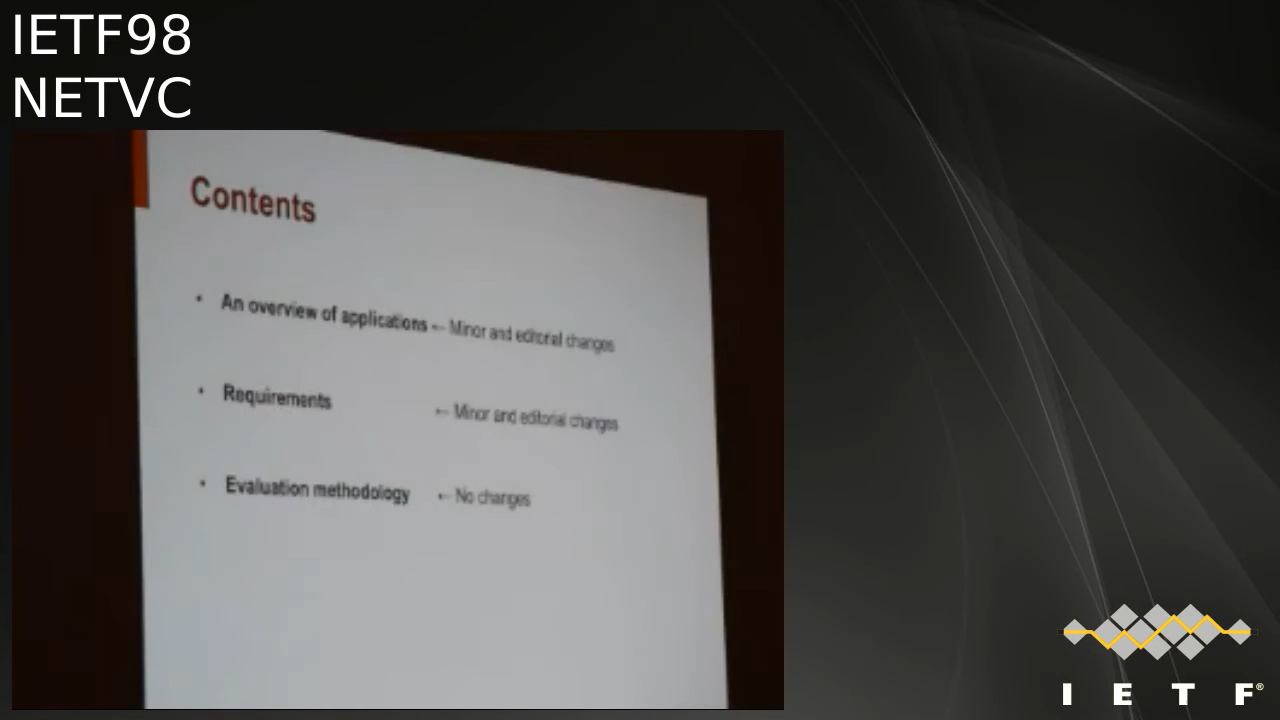 IETF98
NETVC
Contents
• An overview of applications ← Minor and editorial changes
• Requirements ← Minor and editorial changes
• Evaluation methodology ← No changes
I E T F®